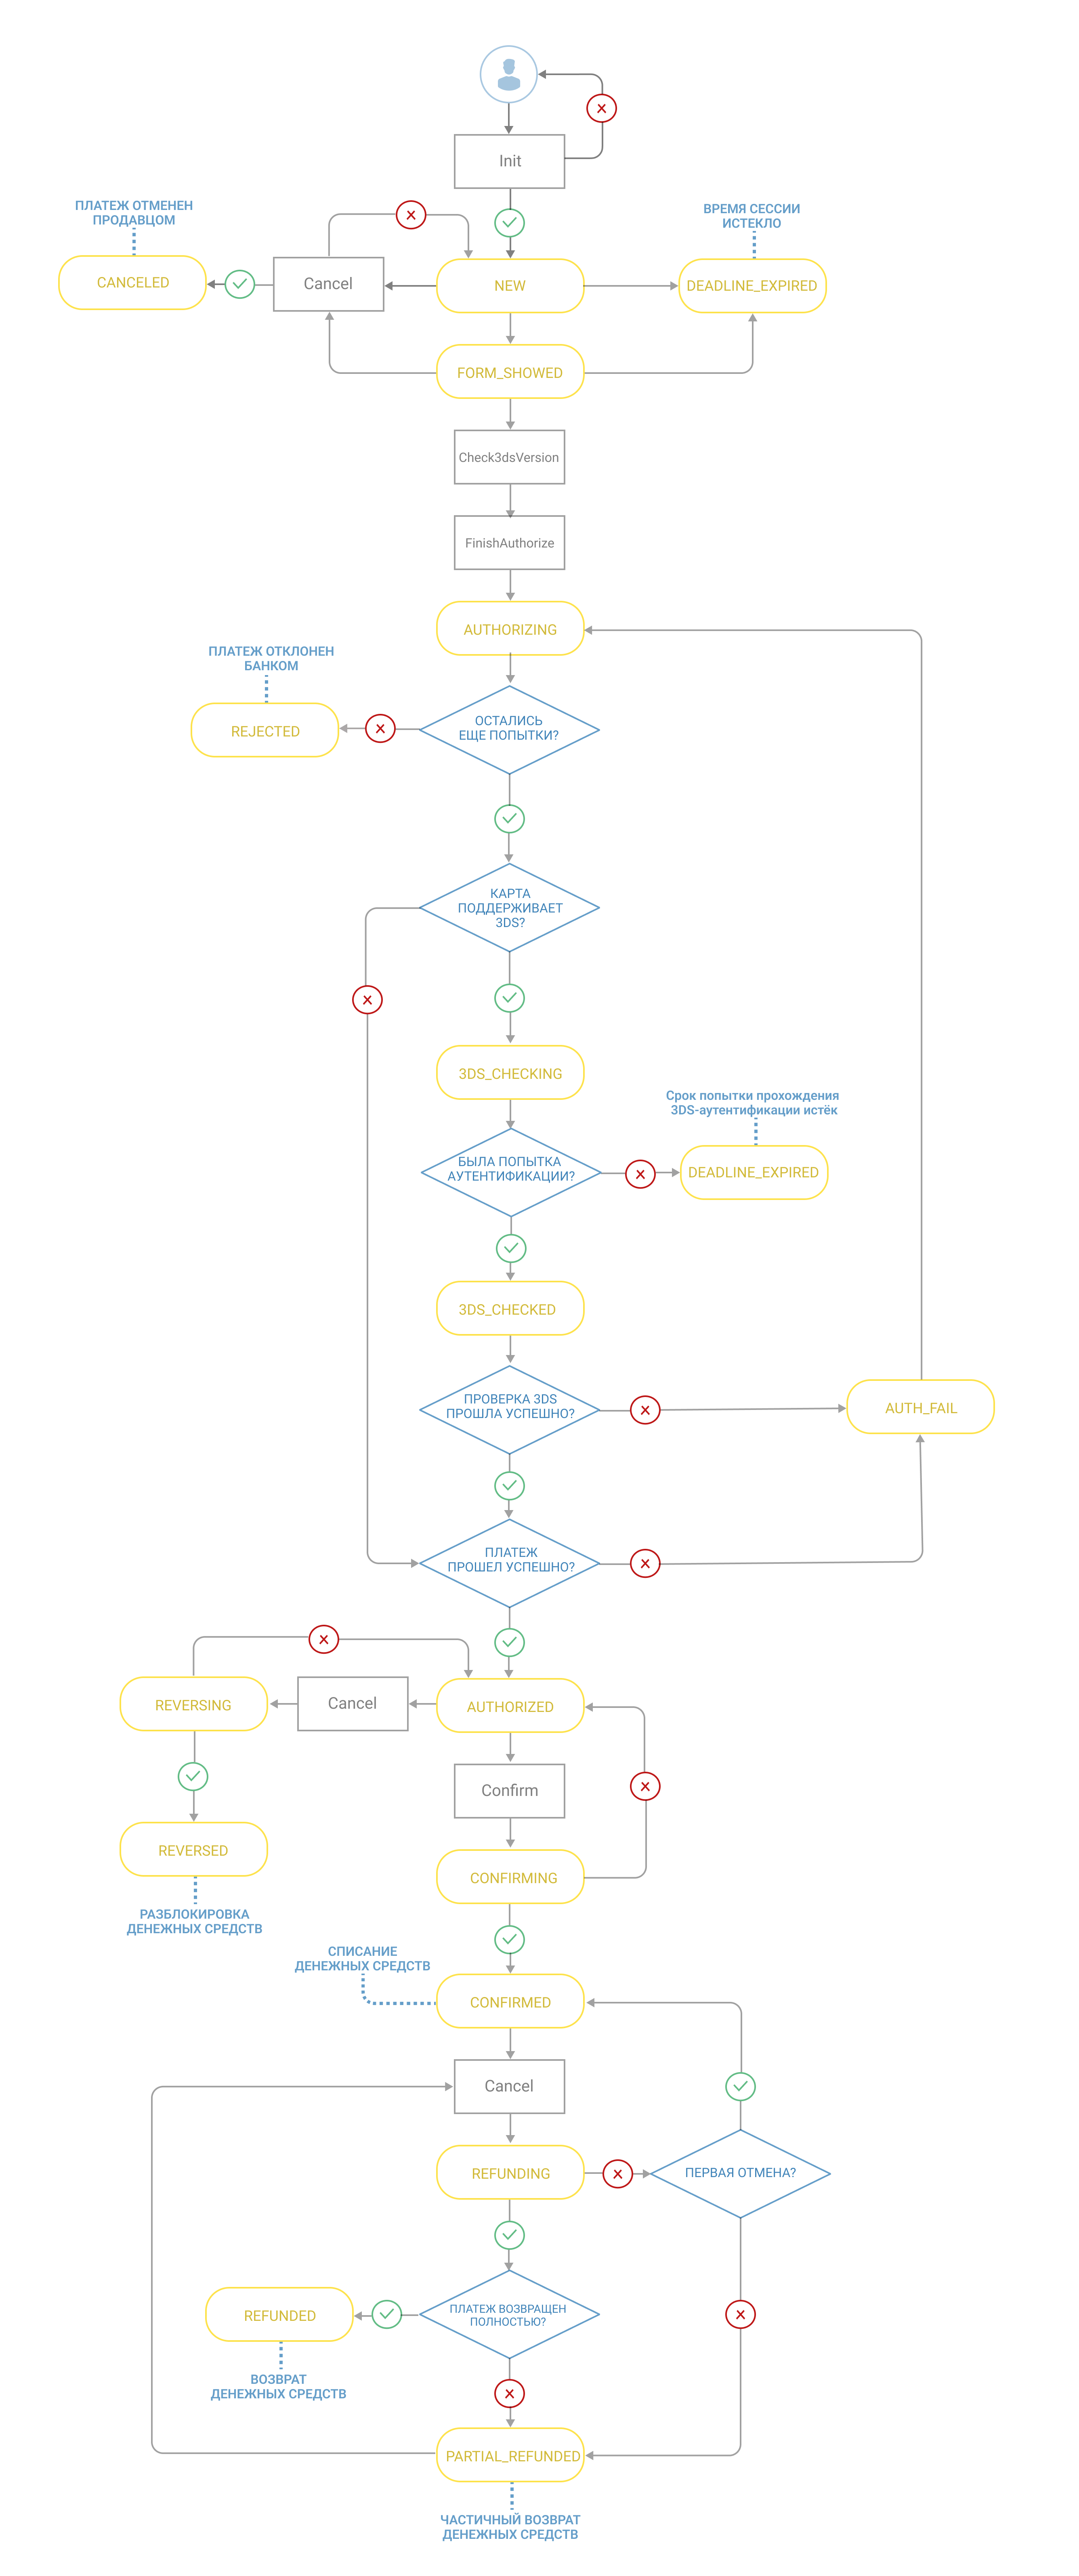 Init
ПЛАТЕЖ ОТМЕНЕН
ПРОДАВЦОМ
ВРЕМЯ СЕССИИ
ИСТЕКЛО
CANCELED
Cancel
NEW
DEADLINE_EXPIRED
FORM_SHOWED
Check3dsVersion
FinishAuthorize
AUTHORIZING
ПЛАТЕЖ ОТКЛОНЕН
БАНКОМ
REJECTED
ОСТАЛИСЬ
ЕЩЕ ПОПЫТКИ?
КАРТА
ПОДДЕРЖИВАЕТ
3DS?
3DS_CHECKING
Срок попытки прохождения
3DS-аутентификации истёк
БЫЛА ПОПЫТКА
АУТЕНТИФИКАЦИИ?
DEADLINE_EXPIRED
3DS_CHECKED
ПРОВЕРКА 3DS
ПРОШЛА УСПЕШНО?
AUTH_FAIL
ПЛАТЕЖ
ПРОШЕЛ УСПЕШНО?
REVERSING
Cancel
AUTHORIZED
Confirm
REVERSED
CONFIRMING
РАЗБЛОКИРОВКА
ДЕНЕЖНЫХ СРЕДСТВ
СПИСАНИЕ
ДЕНЕЖНЫХ СРЕДСТВ
CONFIRMED
Cancel
REFUNDING
ПЕРВАЯ ОТМЕНА?
REFUNDED
ПЛАТЕЖ ВОЗВРАЩЕН
ПОЛНОСТЬЮ?
ВОЗВРАТ
ДЕНЕЖНЫХ СРЕДСТВ
PARTIAL_REFUNDED
ЧАСТИЧНЫЙ ВОЗВРАТ
ДЕНЕЖНЫХ СРЕДСТВ